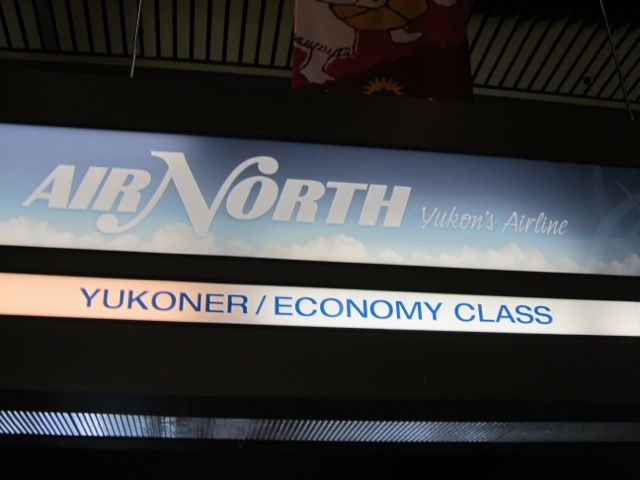 AIR NORTH Yukon's Airline
YUKONER / ECONOMY CLASS